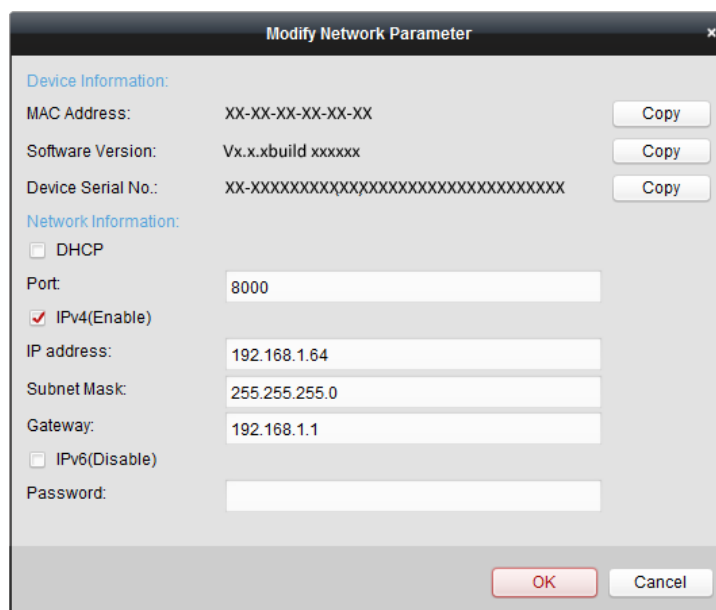 Modify Network Parameter ×
Device Information:
MAC Address: XX-XX-XX-XX-XX-XX Copy
Software Version: Vx.x.xbuild xxxxxx Copy
Device Serial No.: XX-XXXXXXXXXXXXXXXXXXXXXXXXXXXXXXXX Copy
Network Information:
DHCP
Port: 8000
IPv4(Enable)
IP address: 192.168.1.64
Subnet Mask: 255.255.255.0
Gateway: 192.168.1.1
IPv6(Disable)
Password:
OK Cancel